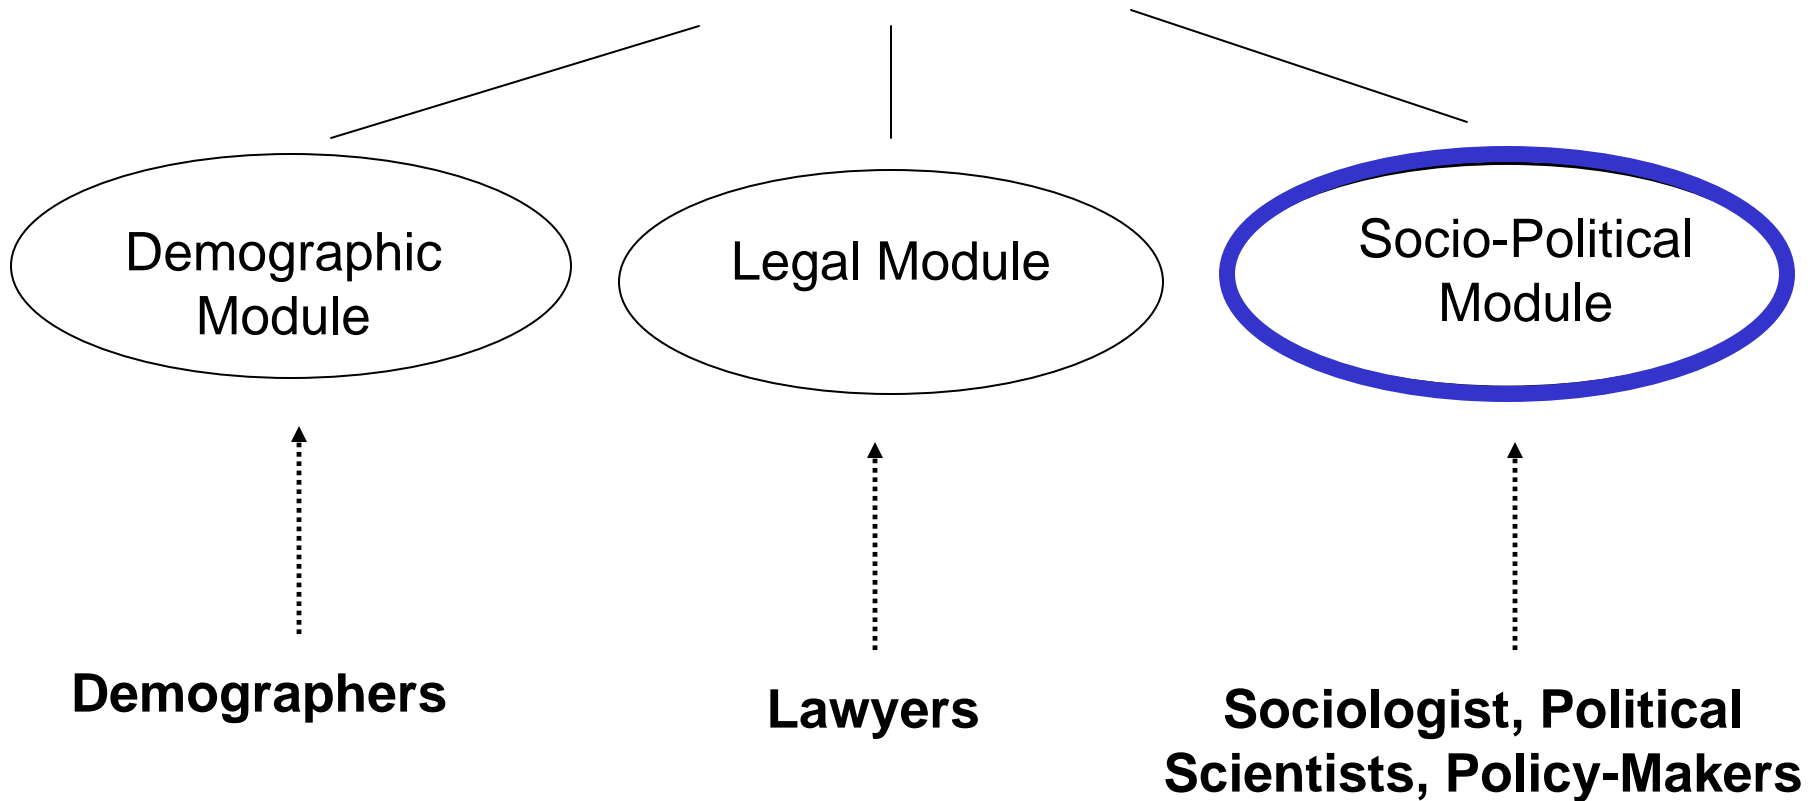 Demographic
Module
Legal Module
Socio-Political
Module
Demographers
Lawyers
Sociologist, Political
Scientists, Policy-Makers